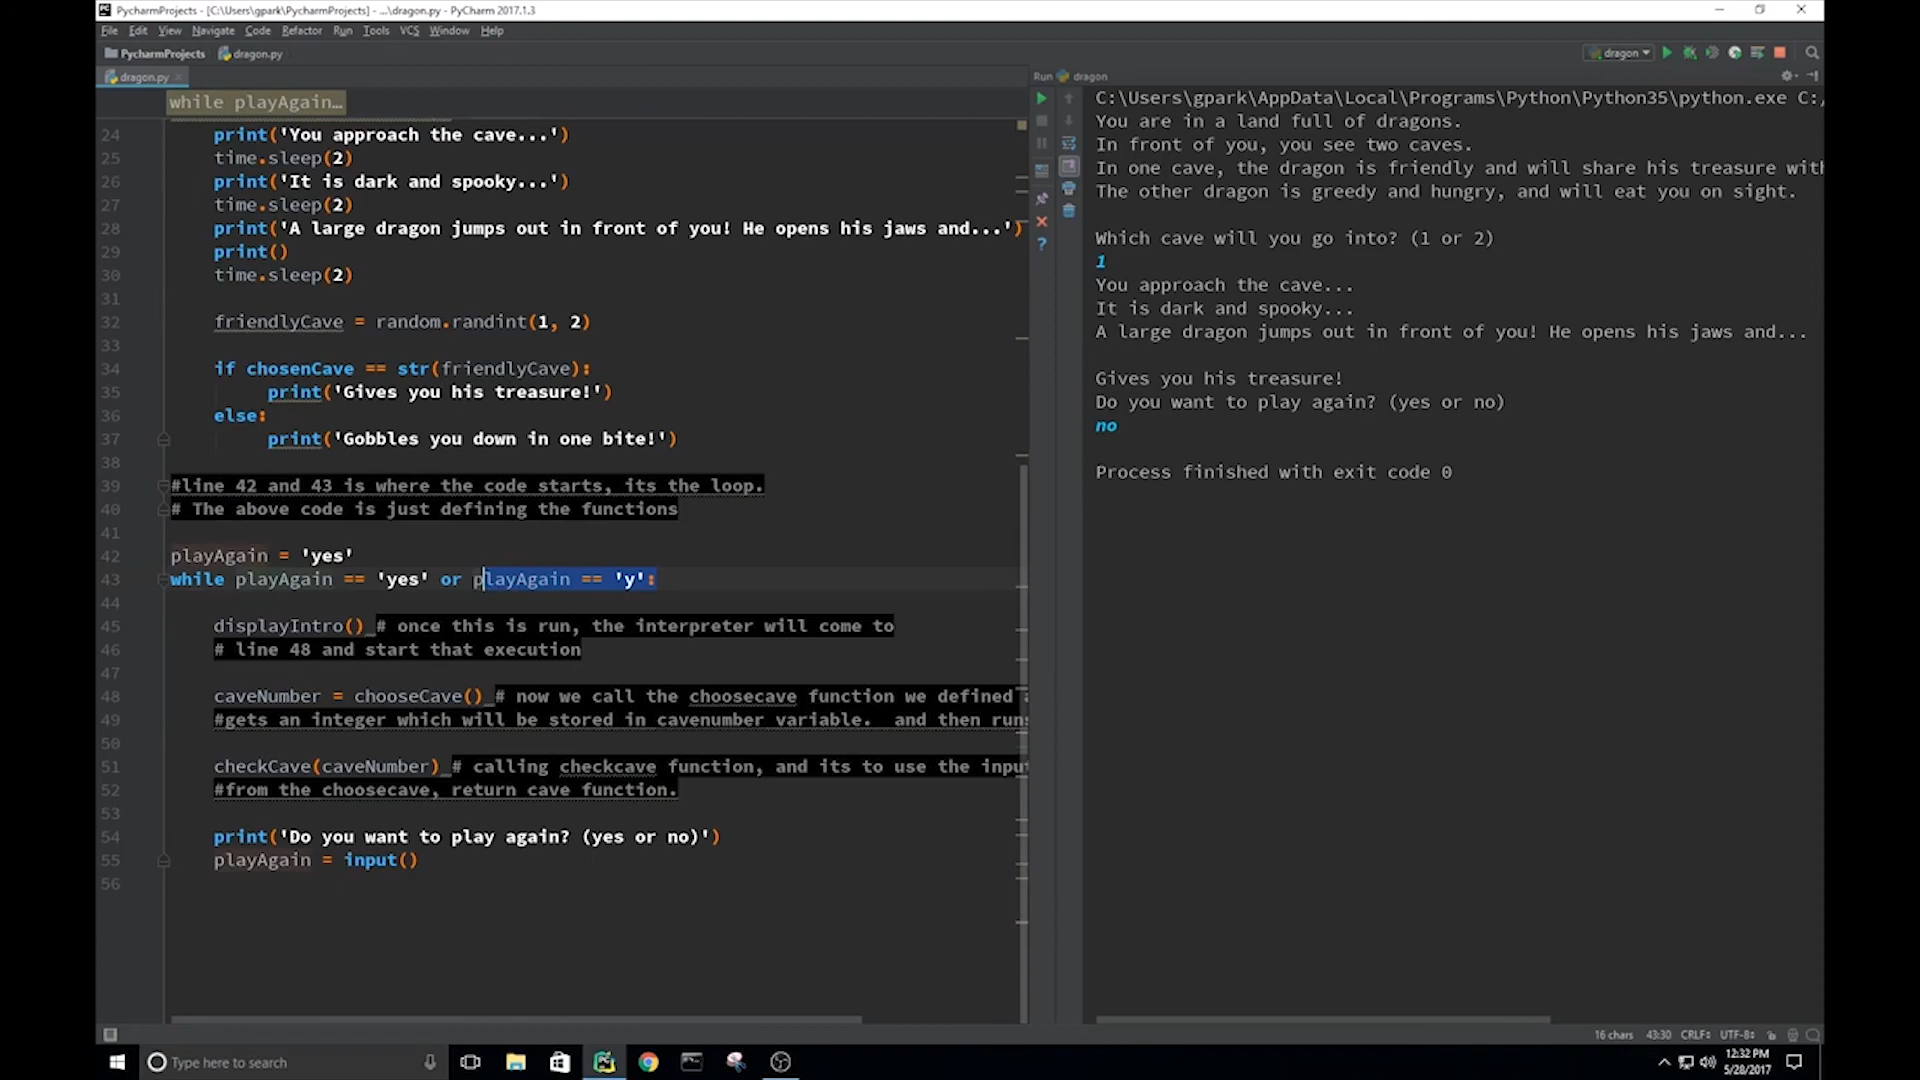 PycharmProjects - [C:\Users\gpark\PycharmProjects] - ...\dragon.py - PyCharm 2017.1.3
File Edit View Navigate Code Refactor Run Tools VCS Window Help
PycharmProjects dragon.py
dragon
dragon.py
while playAgain…
24 print('You approach the cave...')
25 time.sleep(2)
26 print('It is dark and spooky...')
27 time.sleep(2)
28 print('A large dragon jumps out in front of you! He opens his jaws and...')
29 print()
30 time.sleep(2)
31
32 friendlyCave = random.randint(1, 2)
33
34 if chosenCave == str(friendlyCave):
35 print('Gives you his treasure!')
36 else:
37 print('Gobbles you down in one bite!')
38
39 #line 42 and 43 is where the code starts, its the loop.
40 # The above code is just defining the functions
41
42 playAgain = 'yes'
43 while playAgain == 'yes' or playAgain == 'y':
44
45 displayIntro() # once this is run, the interpreter will come to
46 # line 48 and start that execution
47
48 caveNumber = chooseCave() # now we call the choosecave function we defined
49 #gets an integer which will be stored in cavenumber variable. and then run
50
51 checkCave(caveNumber) # calling checkcave function, and its to use the input
52 #from the choosecave, return cave function.
53
54 print('Do you want to play again? (yes or no)')
55 playAgain = input()
56
Run dragon
C:\Users\gpark\AppData\Local\Programs\Python\Python35\python.exe C:
You are in a land full of dragons.
In front of you, you see two caves.
In one cave, the dragon is friendly and will share his treasure with
The other dragon is greedy and hungry, and will eat you on sight.
Which cave will you go into? (1 or 2)
1
You approach the cave...
It is dark and spooky...
A large dragon jumps out in front of you! He opens his jaws and...
Gives you his treasure!
Do you want to play again? (yes or no)
no
Process finished with exit code 0
16 chars 43:30 CRLF÷ UTF-8÷
Type here to search
12:32 PM
5/28/2017